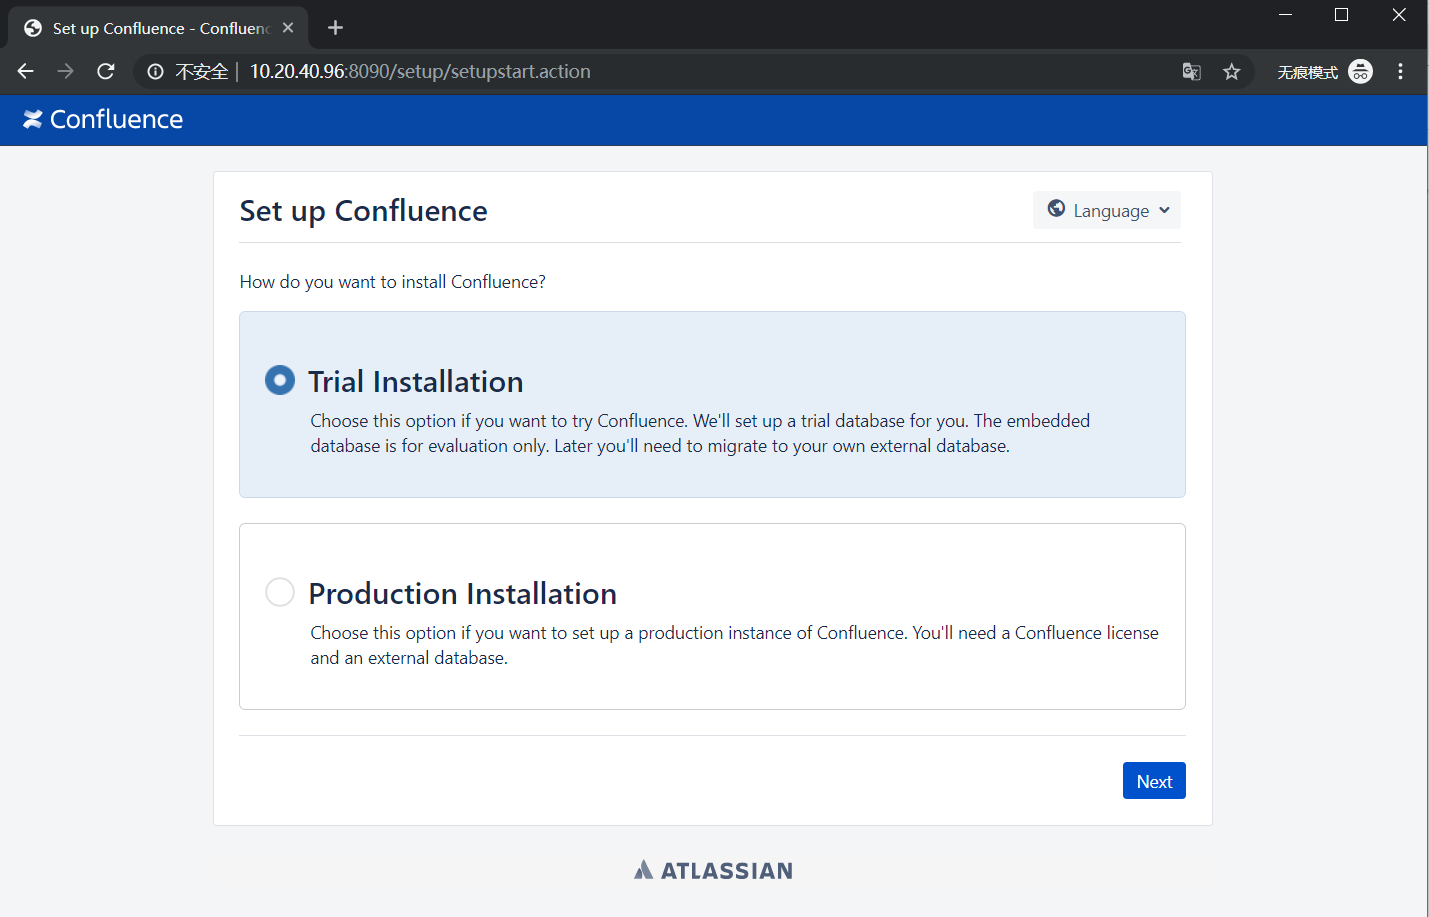 Set up Confluence - Confluenc
不安全 | 10.20.40.96:8090/setup/setupstart.action
无痕模式
Confluence
Set up Confluence
Language
How do you want to install Confluence?
Trial Installation
Choose this option if you want to try Confluence. We'll set up a trial database for you. The embedded
database is for evaluation only. Later you'll need to migrate to your own external database.
Production Installation
Choose this option if you want to set up a production instance of Confluence. You'll need a Confluence license
and an external database.
Next
ATLASSIAN